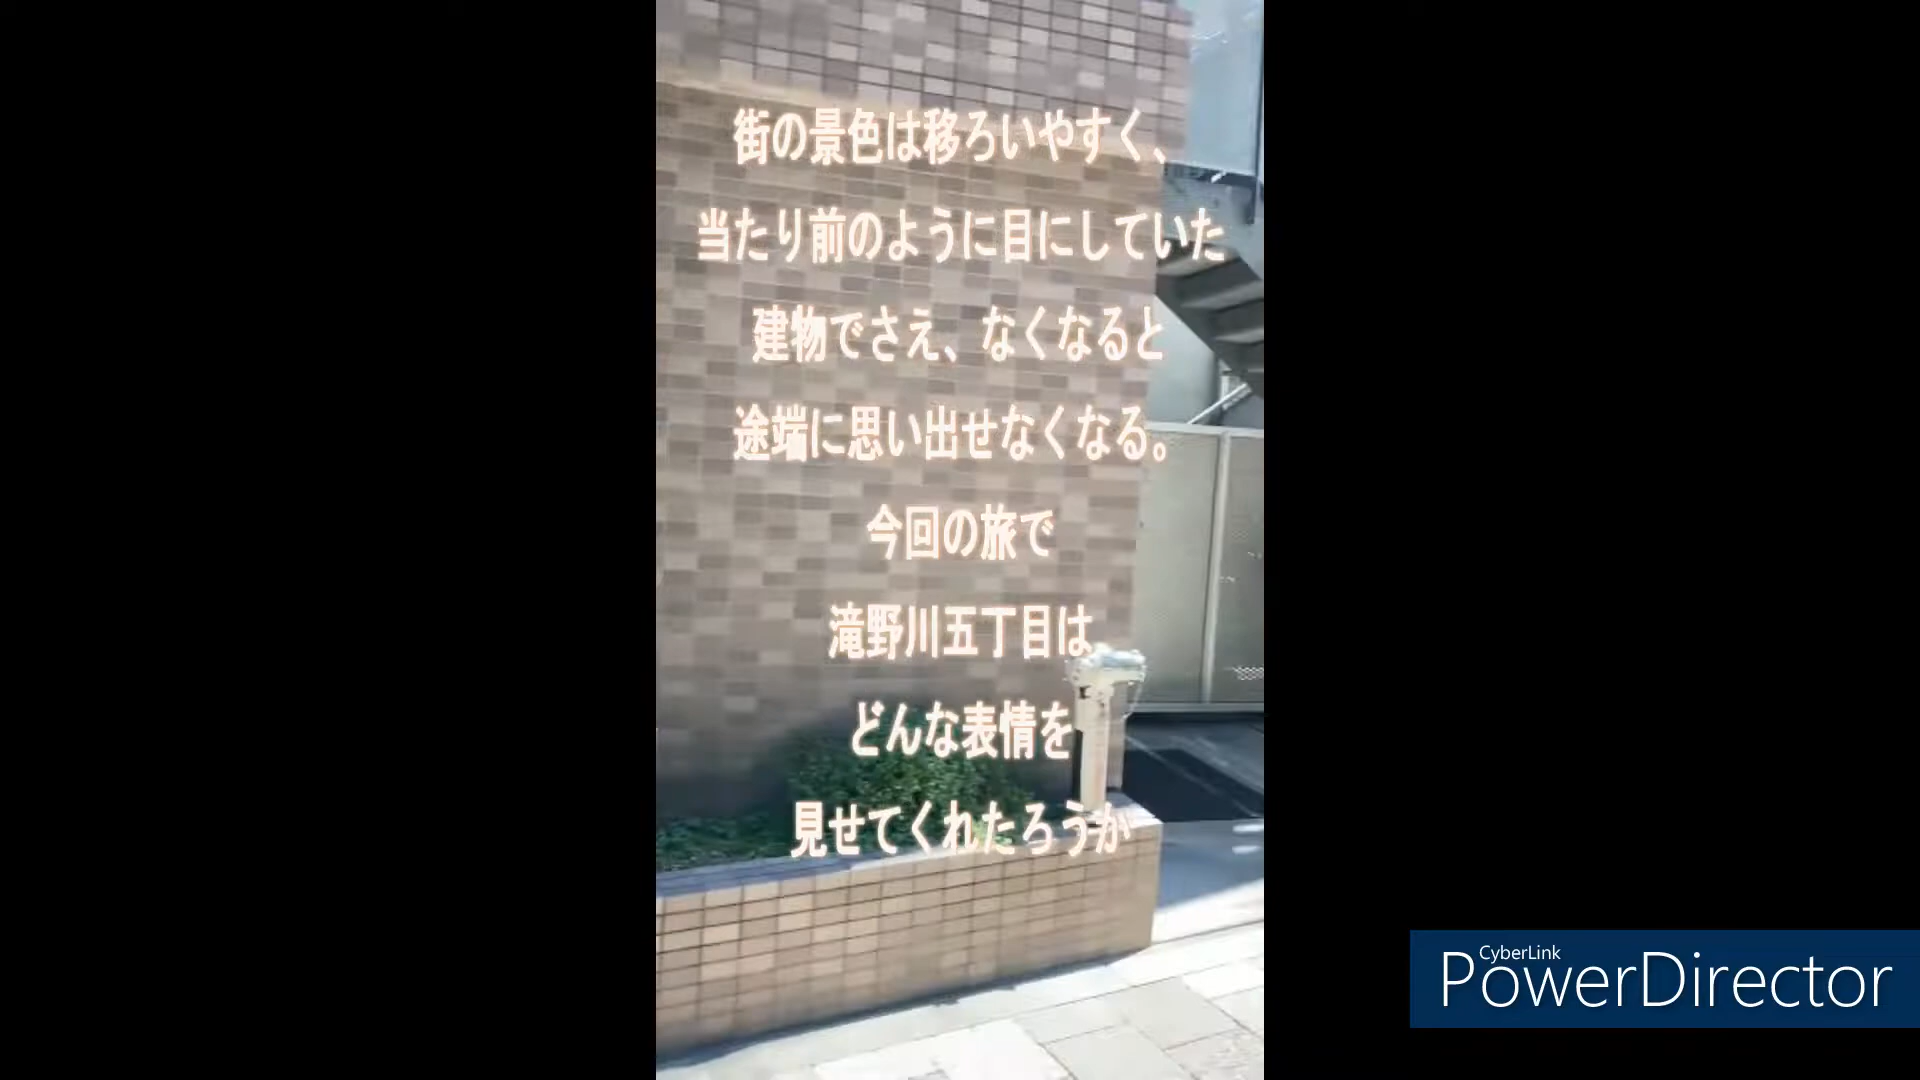 街の景色は移ろいやすく、
当たり前のように目にしていた
建物でさえ、なくなると
途端に思い出せなくなる。
今回の旅で
滝野川五丁目は
どんな表情を
見せてくれたろうか
CyberLink
PowerDirector